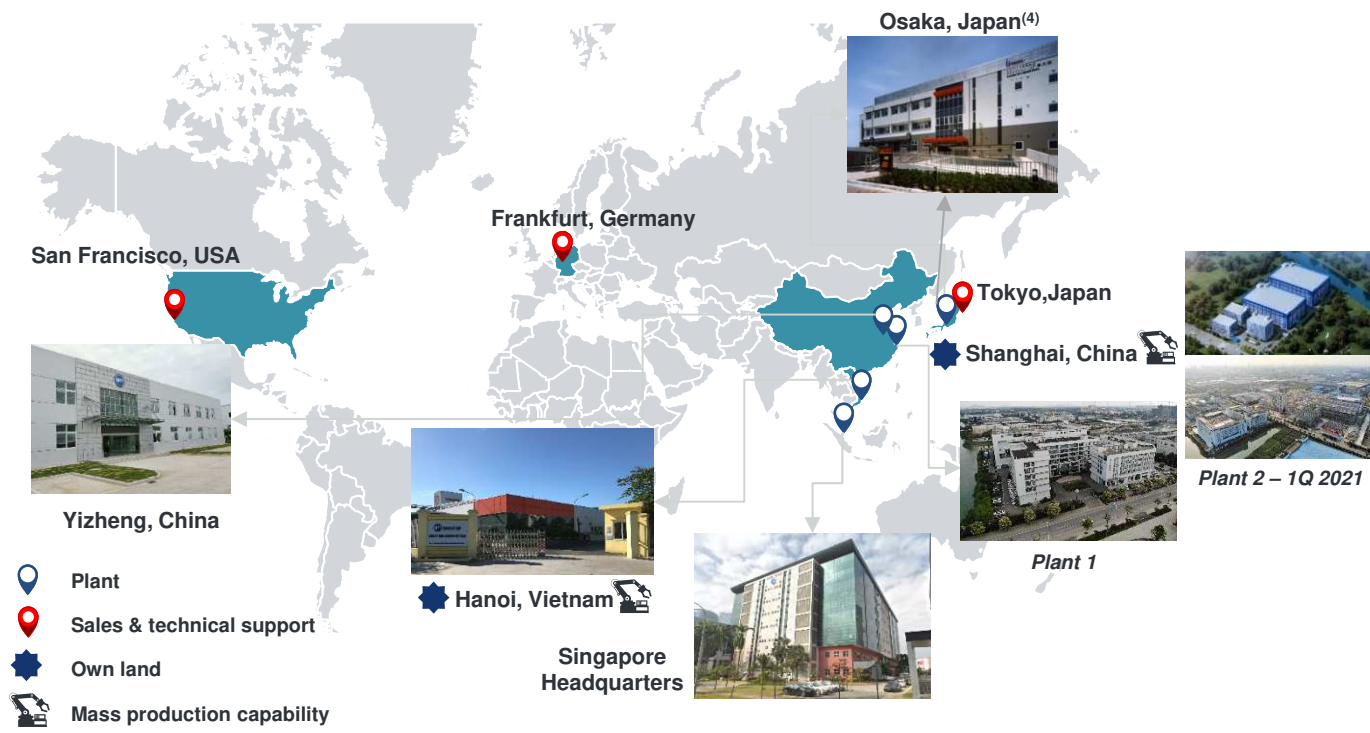 Osaka, Japan(4)
Frankfurt, Germany
San Francisco, USA
Tokyo,Japan
Shanghai, China
Plant 2 – 1Q 2021
Yizheng, China
Plant 1
Plant
Hanoi, Vietnam
Sales & technical support
Singapore
Headquarters
Own land
Mass production capability